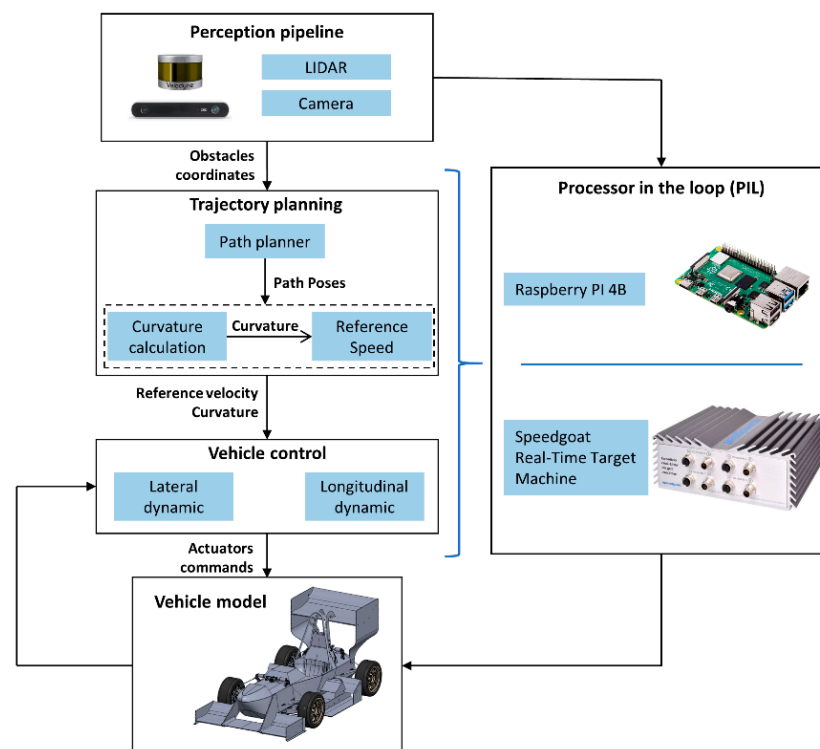 Perception pipeline
Velodyne
LIDAR
Camera
Obstacles
coordinates
Trajectory planning
Path planner
Path Poses
Curvature
calculation
Curvature
Reference
Speed
Reference velocity
Curvature
Vehicle control
Lateral
dynamic
Longitudinal
dynamic
Actuators
commands
Vehicle model
Processor in the loop (PIL)
Raspberry PI 4B
Speedgoat
Real-Time Target
Machine